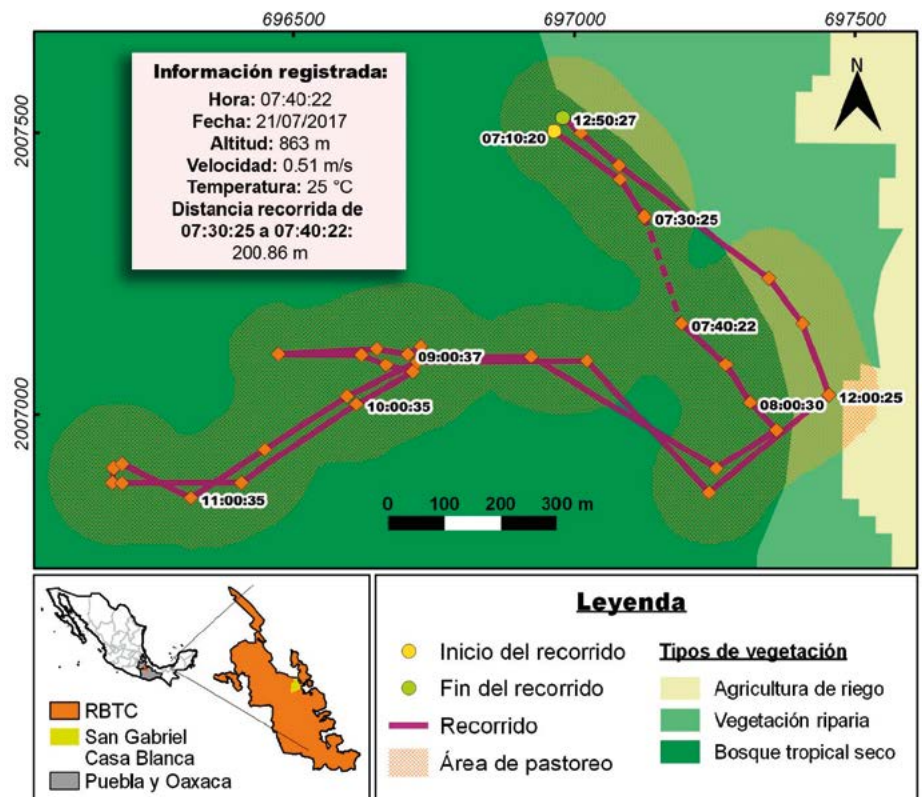 696500
697000
697500
2007500
2007000
Información registrada:
Hora: 07:40:22
Fecha: 21/07/2017
Altitud: 863 m
Velocidad: 0.51 m/s
Temperatura: 25 °C
Distancia recorrida de
07:30:25 a 07:40:22:
200.86 m
N
12:50:27
07:10:20
07:30:25
07:40:22
09:00:37
08:00:30
12:00:25
10:00:35
11:00:35
0 100 200 300 m
RBTC
San Gabriel
Casa Blanca
Puebla y Oaxaca
Leyenda
Inicio del recorrido
Fin del recorrido
Recorrido
Área de pastoreo
Tipos de vegetación
Agricultura de riego
Vegetación riparia
Bosque tropical seco